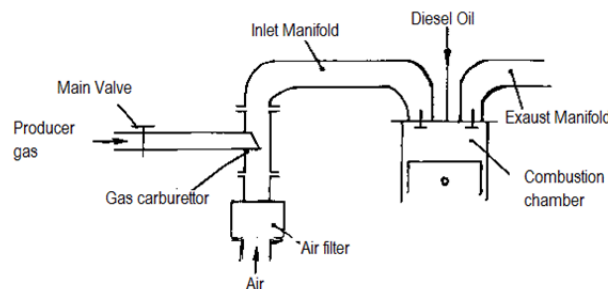 Diesel Oil
Inlet Manifold
Main Valve
Producer
gas
Exaust Manifold
Gas carburettor
Combustion
chamber
Air filter
Air